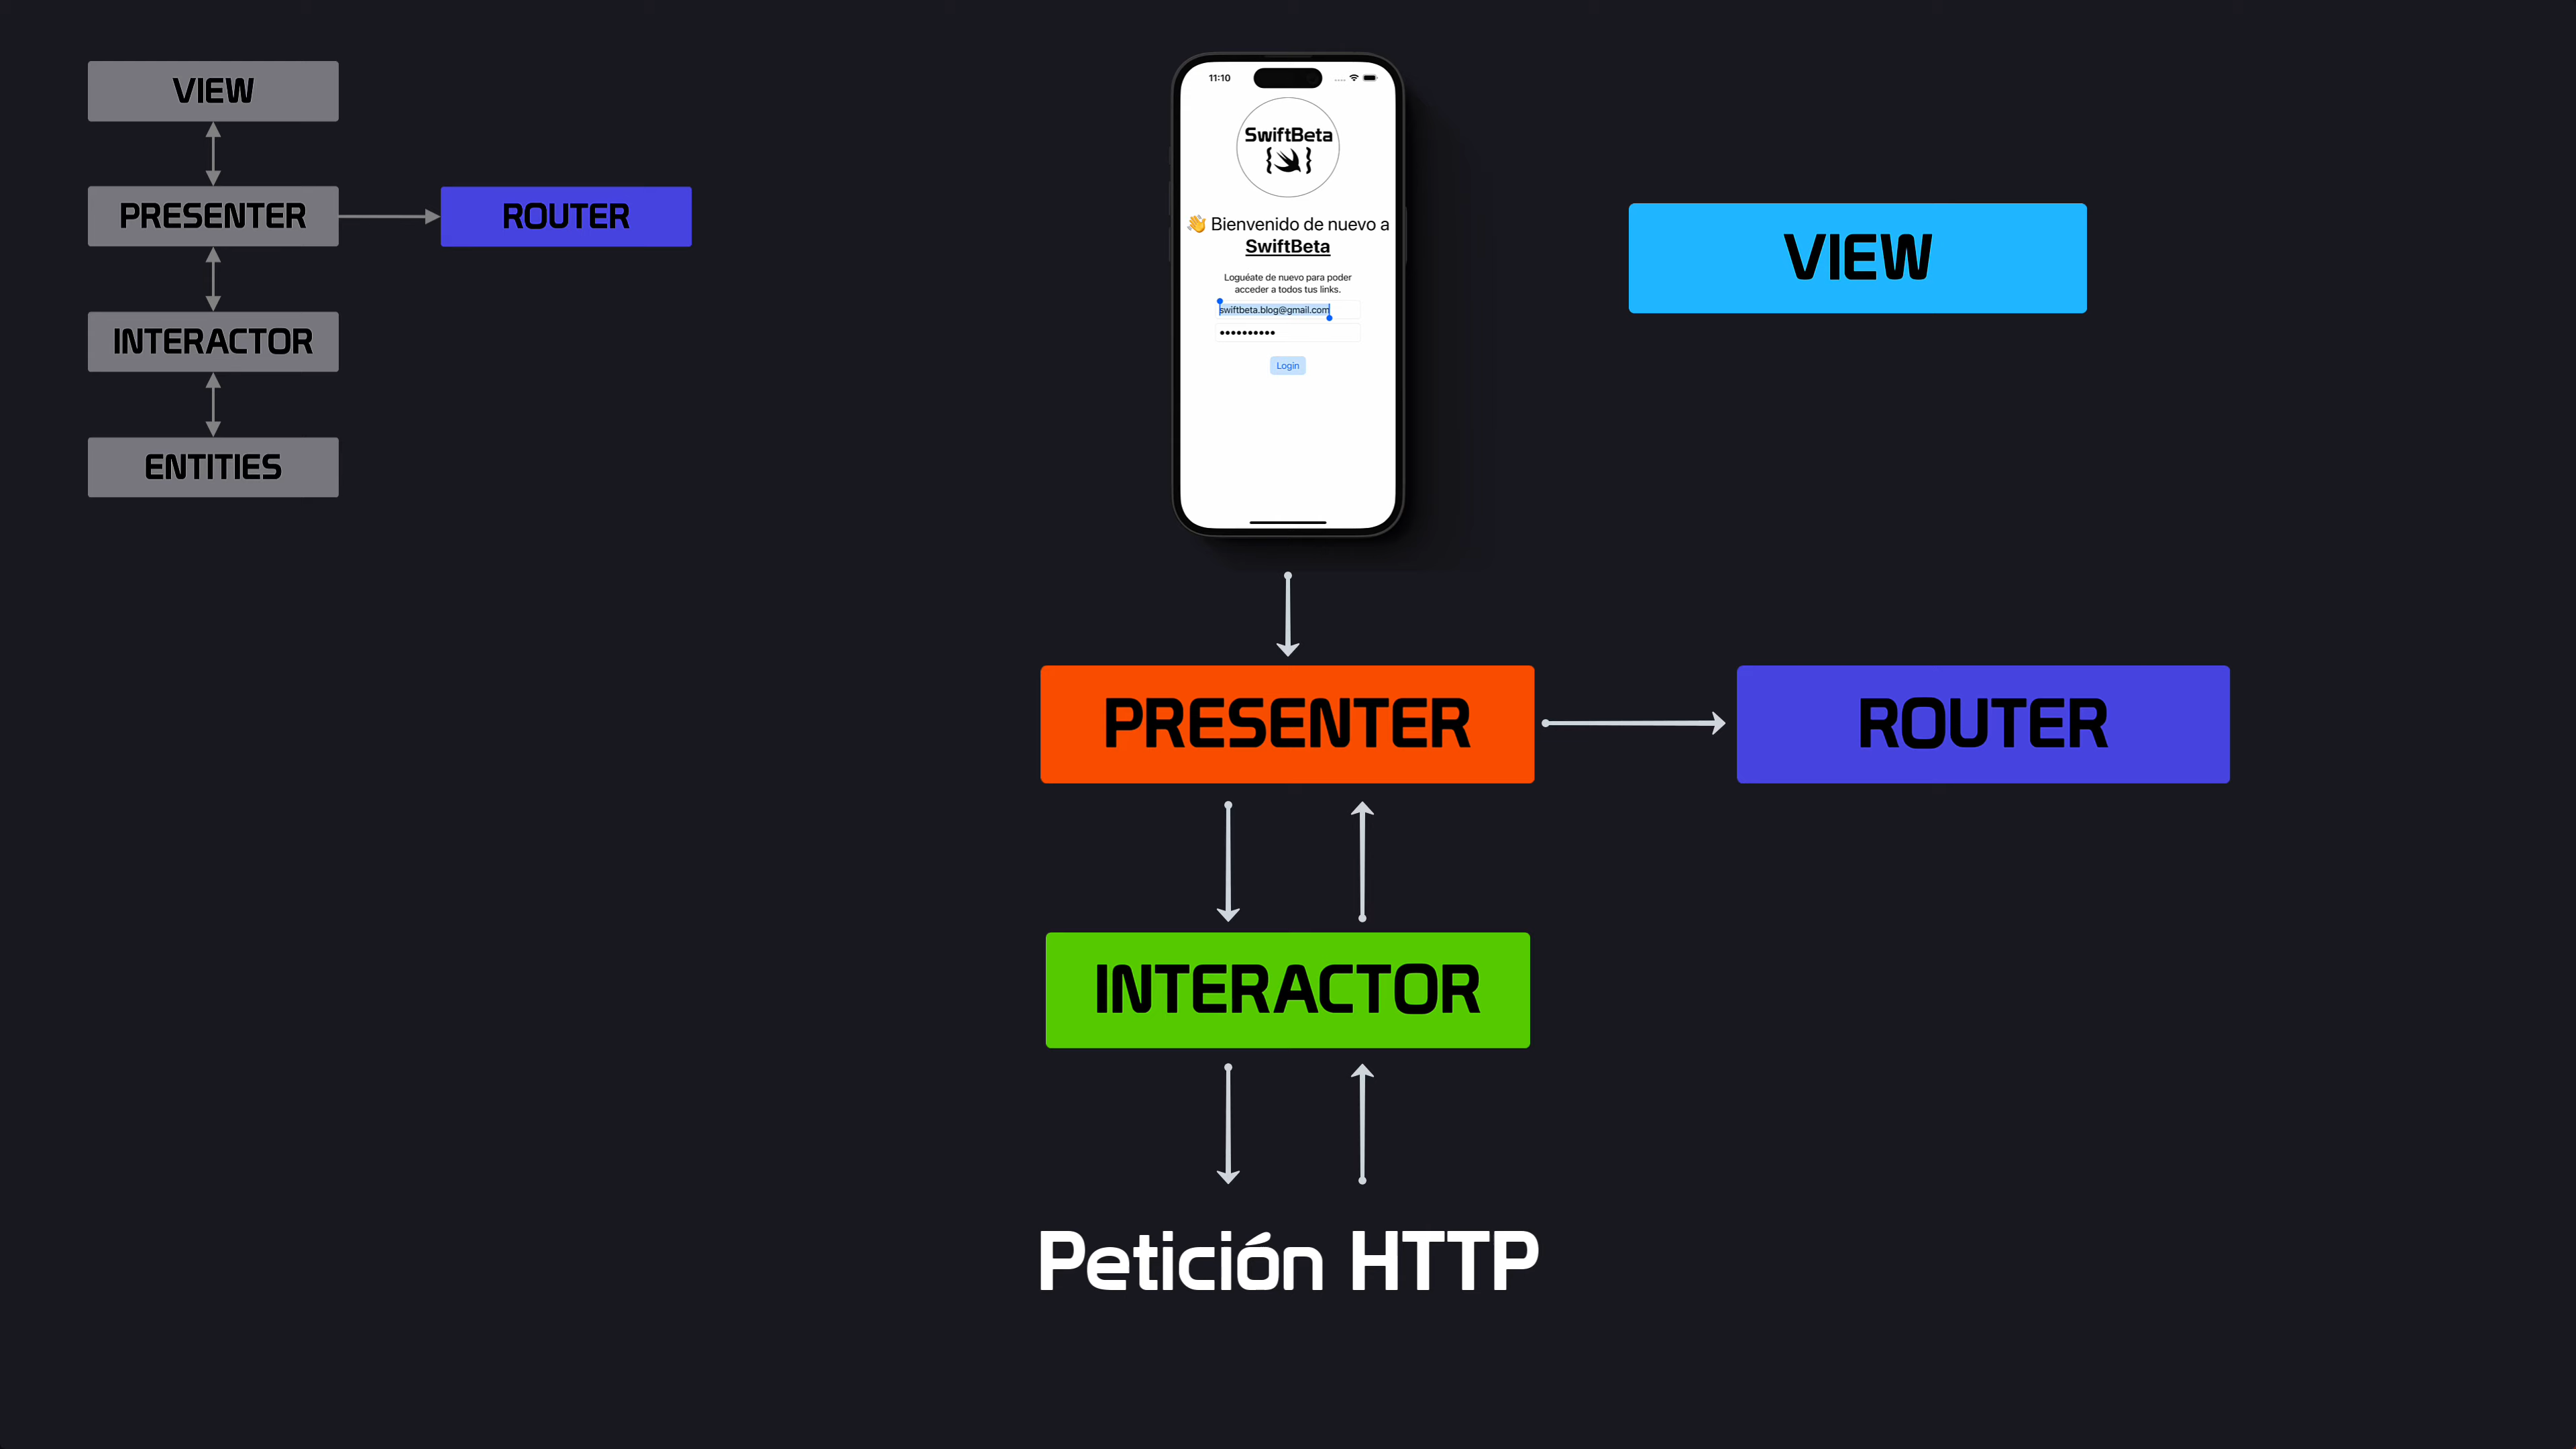 VIEW
PRESENTER
ROUTER
INTERACTOR
ENTITIES
11:10
SwiftBeta
👋 Bienvenido de nuevo a
SwiftBeta
Loguéate de nuevo para poder
acceder a todos tus links.
swiftbeta.blog@gmail.com
••••••••••
Login
VIEW
PRESENTER
ROUTER
INTERACTOR
Petición HTTP